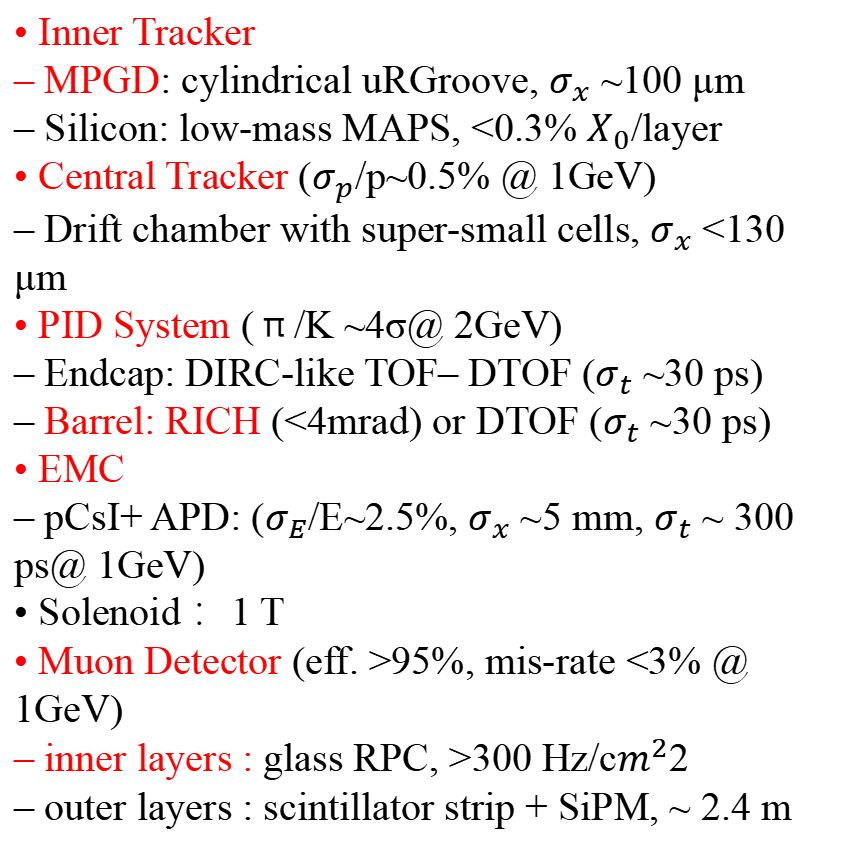 • Inner Tracker
– MPGD: cylindrical uRGroove, σₓ ~100 μm
– Silicon: low-mass MAPS, <0.3% X₀/layer
• Central Tracker (σₚ/p~0.5% @ 1GeV)
– Drift chamber with super-small cells, σₓ <130
μm
• PID System ( π/K ~4σ@ 2GeV)
– Endcap: DIRC-like TOF– DTOF (σₜ ~30 ps)
– Barrel: RICH (<4mrad) or DTOF (σₜ ~30 ps)
• EMC
– pCsI+ APD: (σ_E/E~2.5%, σₓ ~5 mm, σₜ ~ 300
ps@ 1GeV)
• Solenoid： 1 T
• Muon Detector (eff. >95%, mis-rate <3% @
1GeV)
– inner layers : glass RPC, >300 Hz/cm²2
– outer layers : scintillator strip + SiPM, ~ 2.4 m